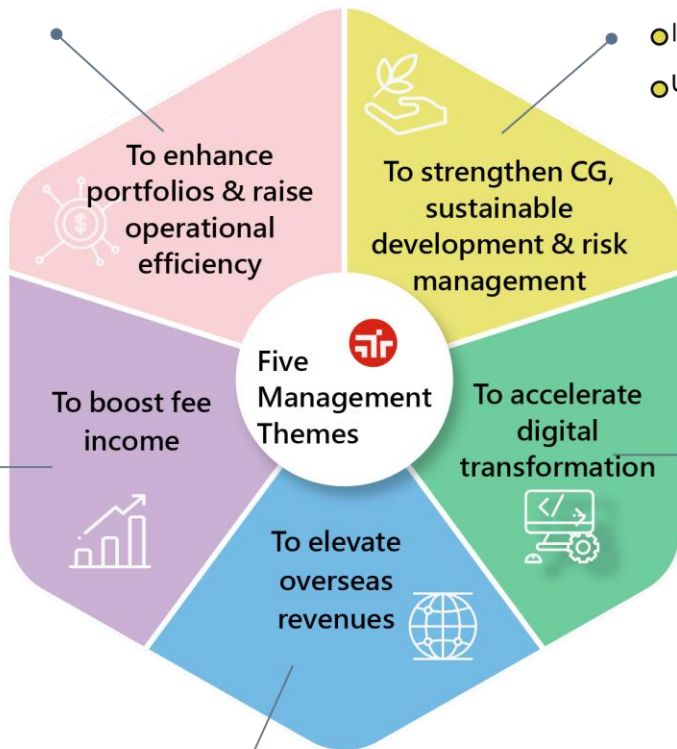 To enhance
portfolios & raise
operational
efficiency
To strengthen CG,
sustainable
development & risk
management
Five
Management
Themes
To boost fee
income
To accelerate
digital
transformation
To elevate
overseas
revenues